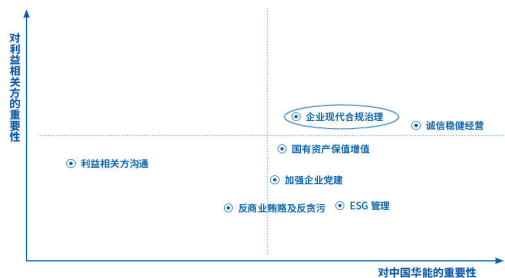 对利益相关方的重要性
企业现代合规治理
诚信稳健经营
国有资产保值增值
利益相关方沟通
加强企业党建
反商业贿赂及反贪污
ESG 管理
对中国华能的重要性